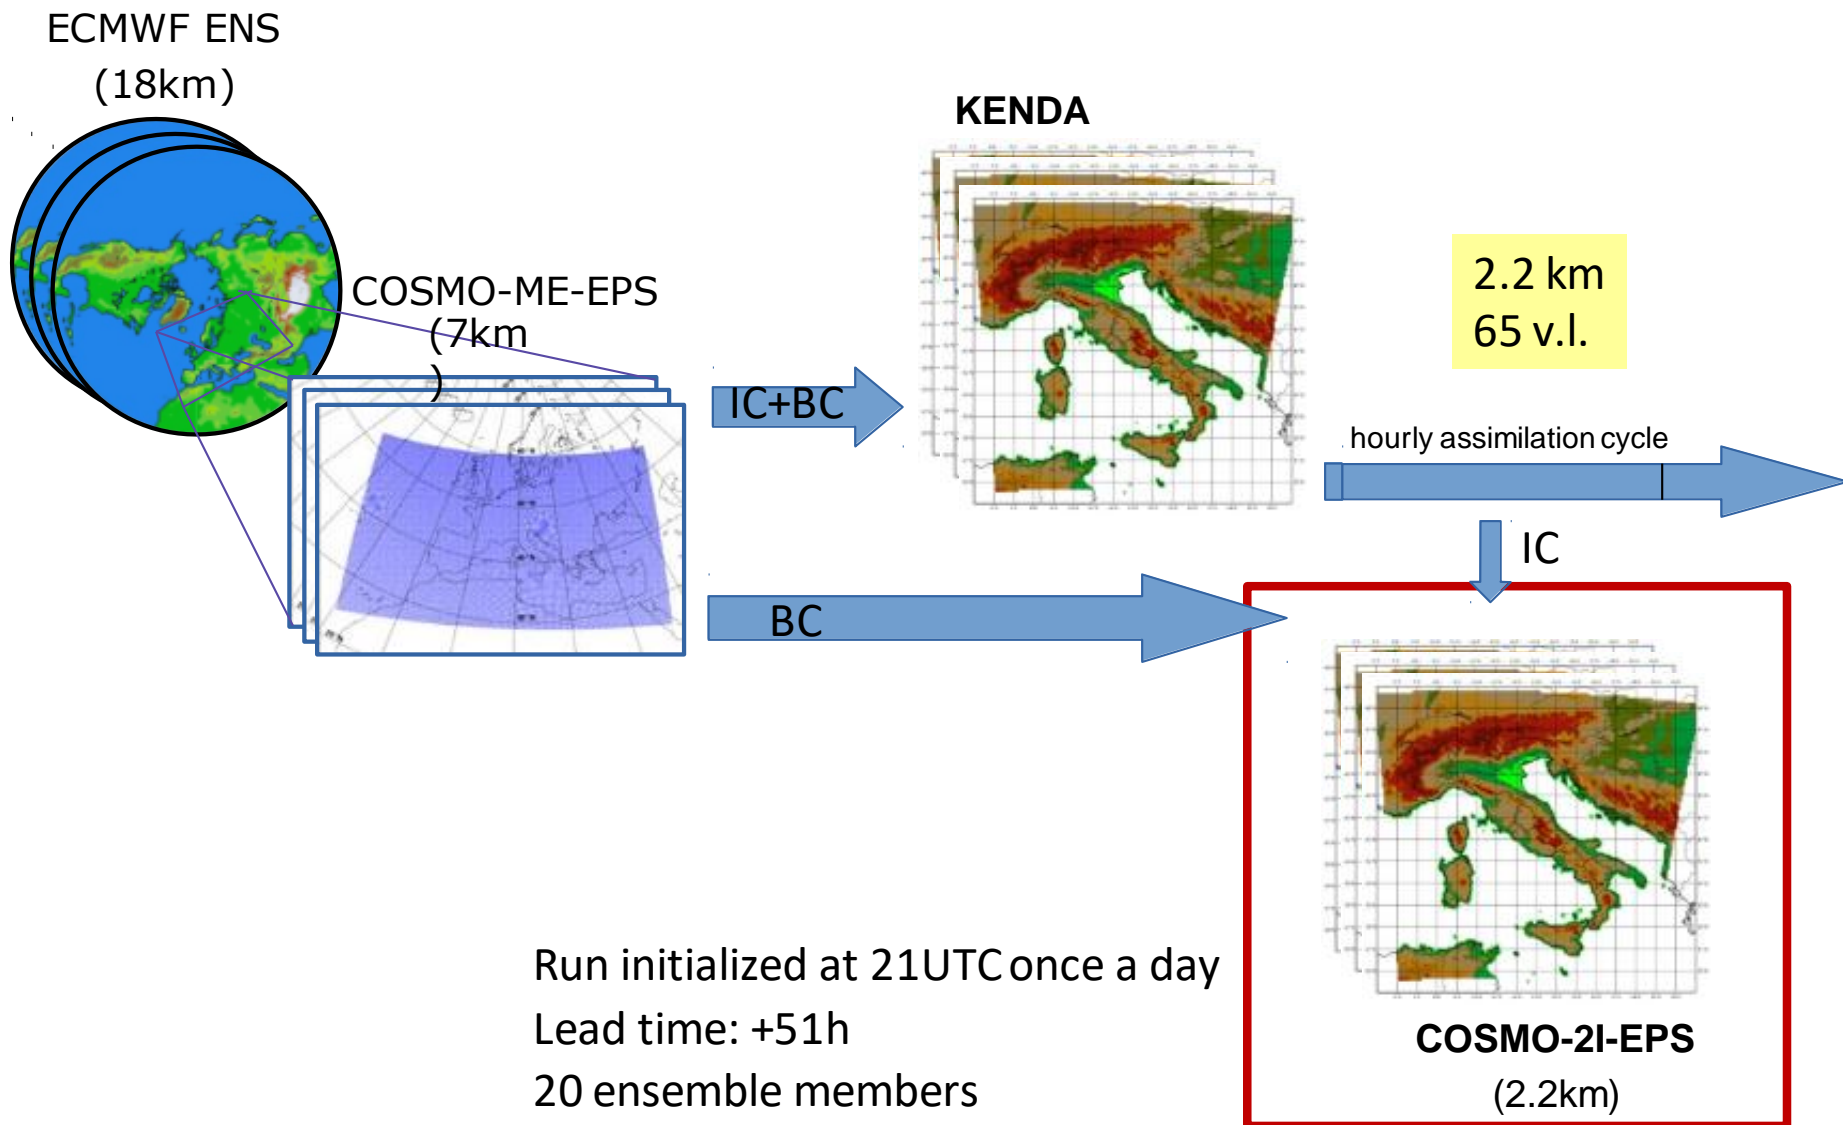 ECMWF ENS
(18km)
KENDA
COSMO-ME-EPS
(7km
)
2.2 km
65 v.l.
IC+BC
hourly assimilation cycle
IC
BC
Run initialized at 21UTC once a day
Lead time: +51h
20 ensemble members
COSMO-2I-EPS
(2.2km)